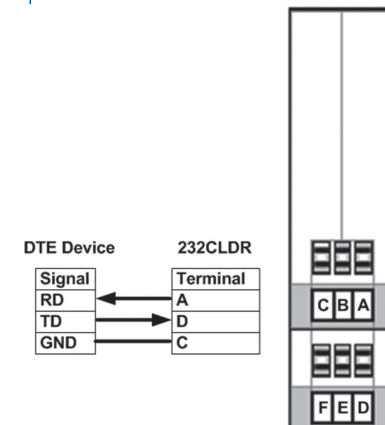 DTE Device 232CLDR
Signal Terminal
RD A
TD D
GND C
C B A
F E D